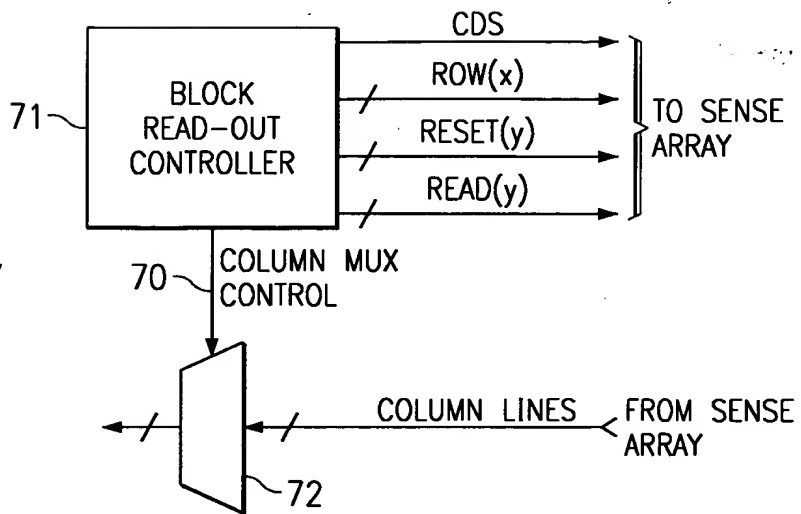 CDS
ROW(x)
RESET(y)
READ(y)
TO SENSE
ARRAY
71
BLOCK
READ-OUT
CONTROLLER
70
COLUMN MUX
CONTROL
COLUMN LINES
FROM SENSE
ARRAY
72